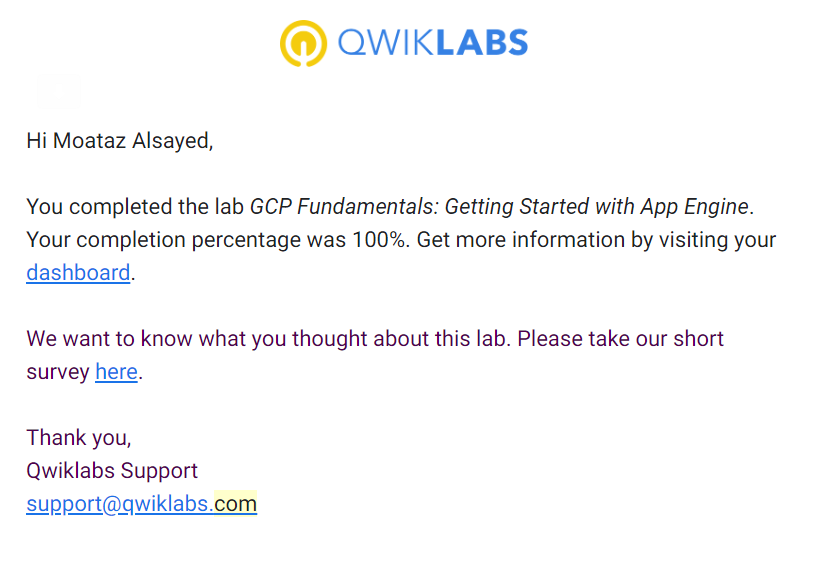 QWIKLABS
Hi Moataz Alsayed,
You completed the lab GCP Fundamentals: Getting Started with App Engine.
Your completion percentage was 100%. Get more information by visiting your
dashboard.
We want to know what you thought about this lab. Please take our short
survey here.
Thank you,
Qwiklabs Support
support@qwiklabs.com